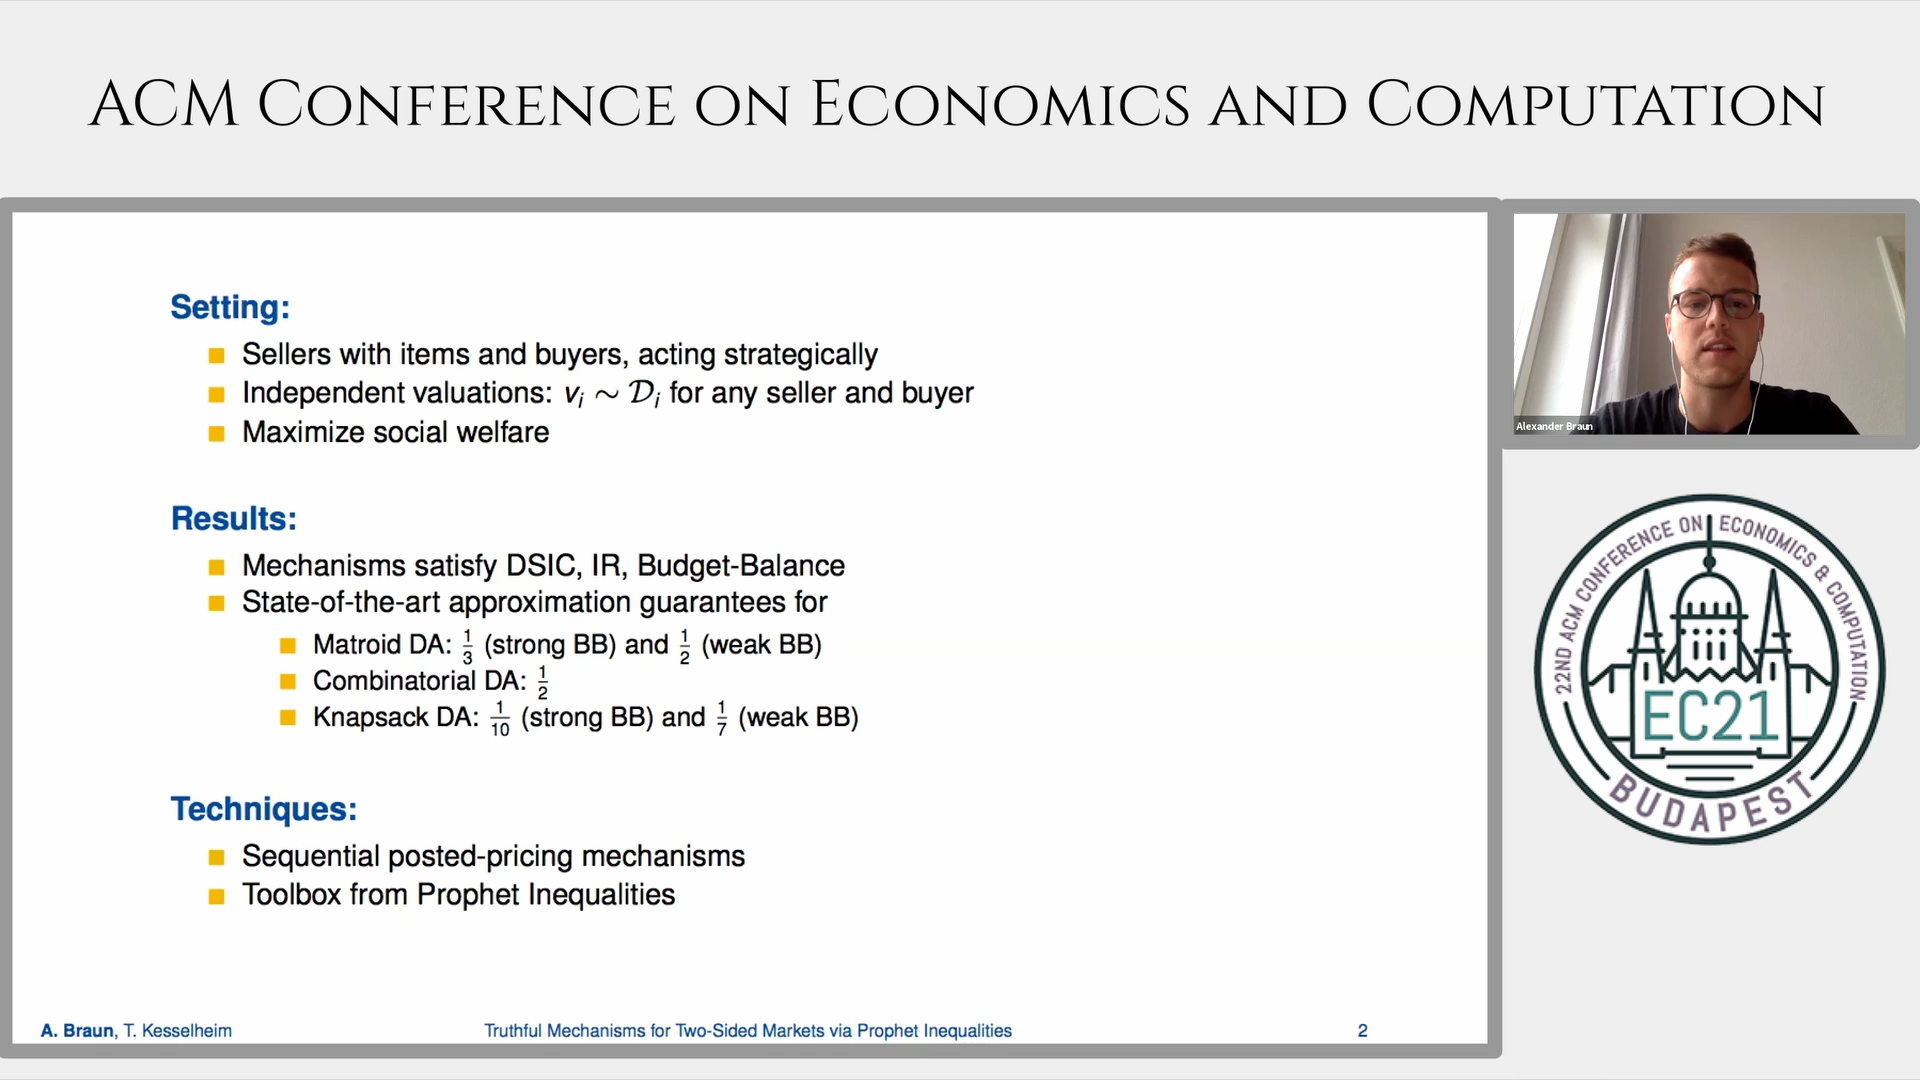 ACM Conference on Economics and Computation
Setting:
Sellers with items and buyers, acting strategically
Independent valuations: v_i ∼ 𝒟_i for any seller and buyer
Maximize social welfare
Results:
Mechanisms satisfy DSIC, IR, Budget-Balance
State-of-the-art approximation guarantees for
Matroid DA: 1/3 (strong BB) and 1/2 (weak BB)
Combinatorial DA: 1/2
Knapsack DA: 1/10 (strong BB) and 1/7 (weak BB)
Techniques:
Sequential posted-pricing mechanisms
Toolbox from Prophet Inequalities
A. Braun, T. Kesselheim
Truthful Mechanisms for Two-Sided Markets via Prophet Inequalities
2
Alexander Braun
22ND ACM CONFERENCE ON ECONOMICS & COMPUTATION
EC21
BUDAPEST